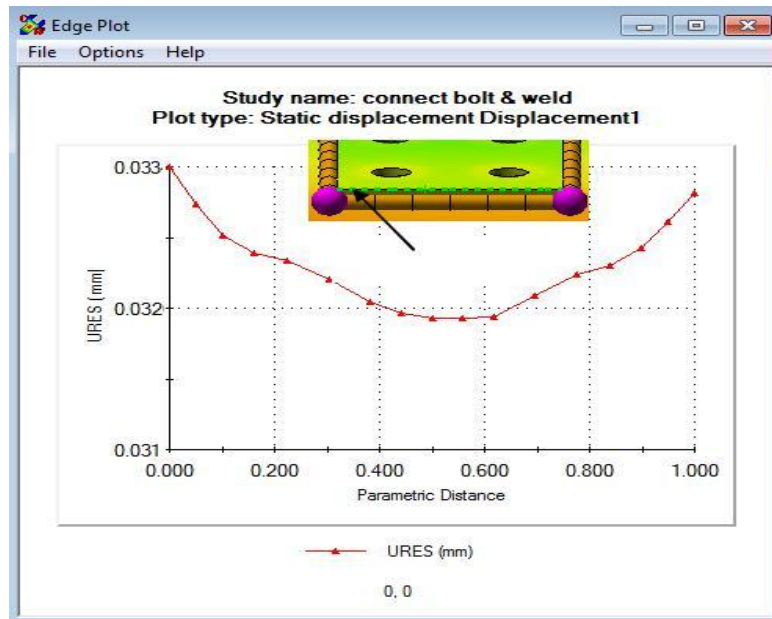 Edge Plot
File Options Help
Study name: connect bolt & weld
Plot type: Static displacement Displacement1
0.033
0.032
0.031
URES (mm)
0.000 0.200 0.400 0.600 0.800 1.000
Parametric Distance
URES (mm)
0, 0